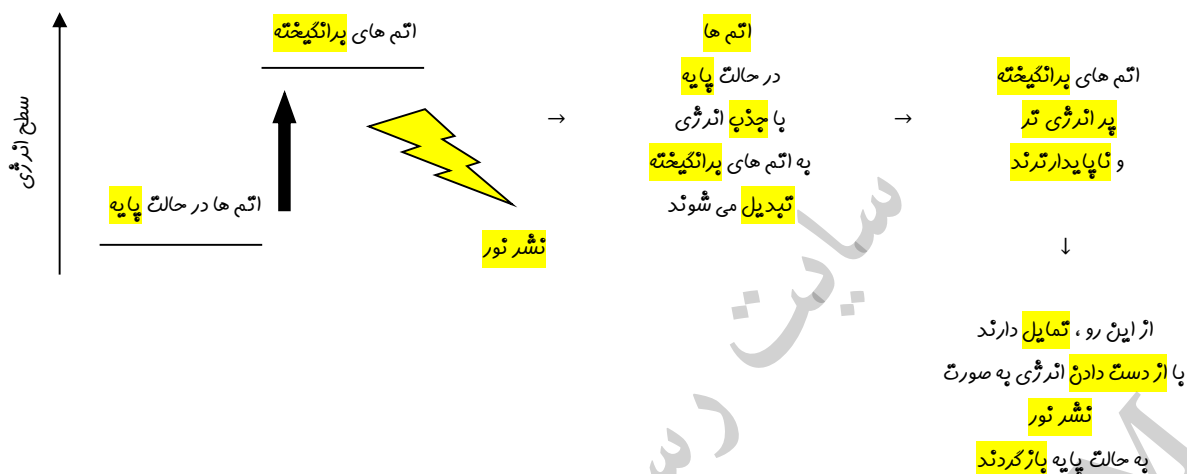 سطح انرژی
اتم های برانگیخته
اتم ها در حالت پایه
نشر نور
→
اتم ها
در حالت پایه
با جذب انرژی
به اتم های برانگیخته
تبدیل می شوند
→
اتم های برانگیخته
پر انرژی تر
و ناپایدارترند
↓
از این رو ، تمایل دارند
با از دست دادن انرژی به صورت
نشر نور
به حالت پایه بازگردند
سایت